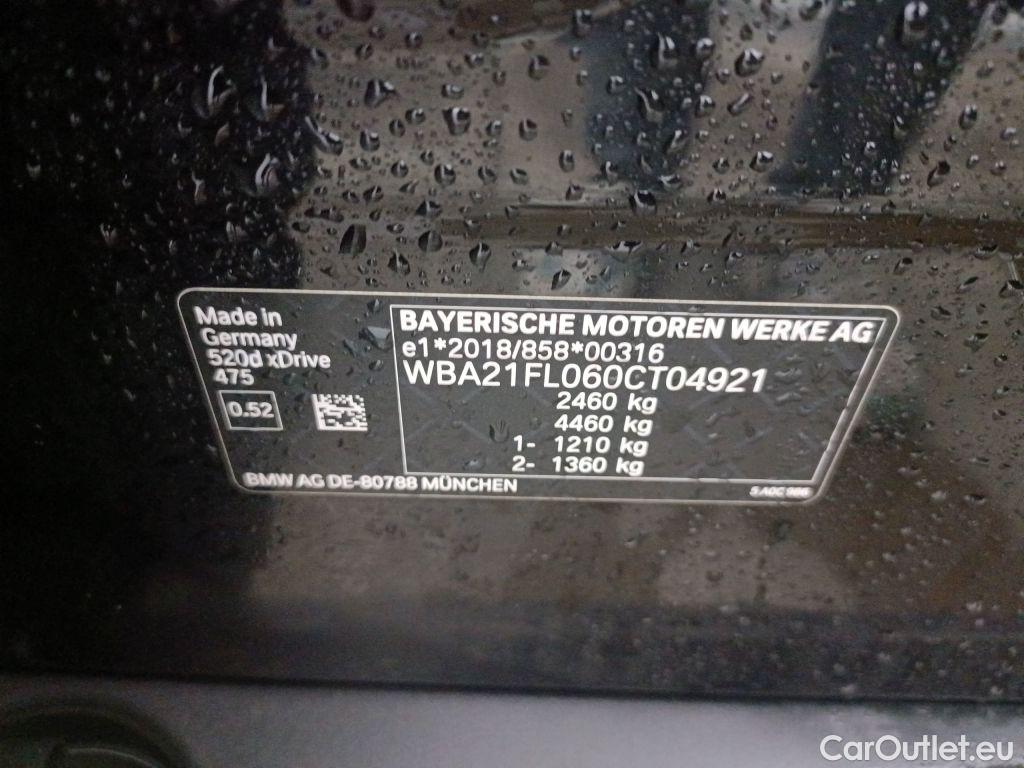 Made in
Germany
520d xDrive
475
0.52
BMW AG DE-80788 MÜNCHEN
BAYERISCHE MOTOREN WERKE AG
e1*2018/858*00316
WBA21FL060CT04921
2460 kg
4460 kg
1- 1210 kg
2- 1360 kg
CarOutlet.eu